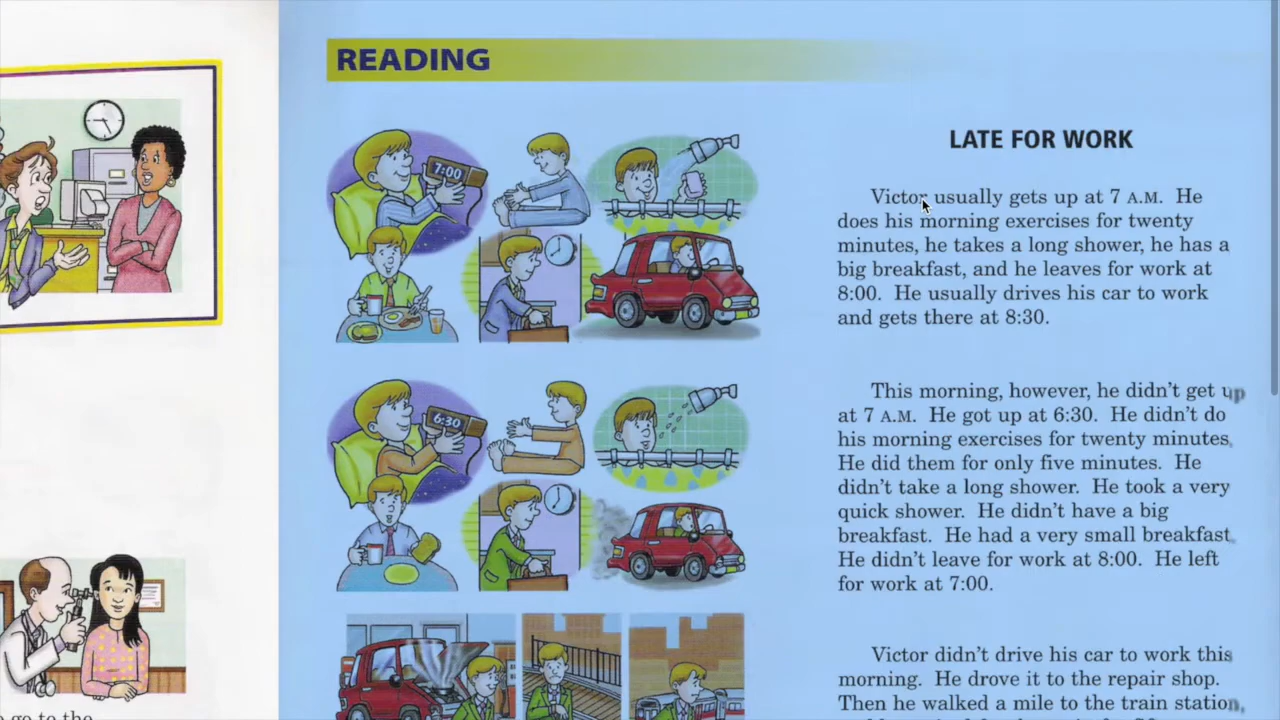 READING
LATE FOR WORK
7:00
Victor usually gets up at 7 A.M. He
does his morning exercises for twenty
minutes, he takes a long shower, he has a
big breakfast, and he leaves for work at
8:00. He usually drives his car to work
and gets there at 8:30.
6:30
This morning, however, he didn't get up
at 7 A.M. He got up at 6:30. He didn't do
his morning exercises for twenty minutes.
He did them for only five minutes. He
didn't take a long shower. He took a very
quick shower. He didn't have a big
breakfast. He had a very small breakfast.
He didn't leave for work at 8:00. He left
for work at 7:00.
Victor didn't drive his car to work this
morning. He drove it to the repair shop.
Then he walked a mile to the train station,
go to the